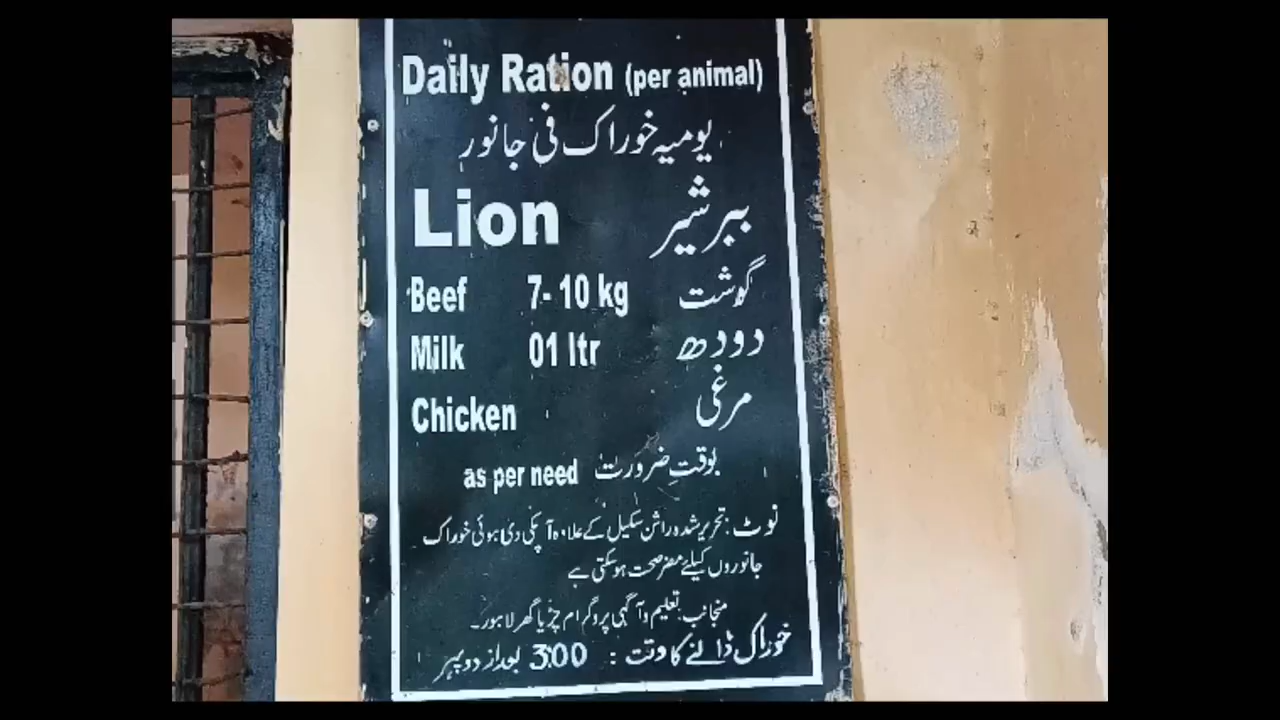 Daily Ration (per animal)
یومیہ خوراک فی جانور
Lion ببر شیر
Beef 7-10 kg گوشت
Milk 01 ltr دودھ
Chicken مرغی
as per need بوقتِ ضرورت
نوٹ: تحریر شدہ راشن سکیل کے علاوہ آپکی دی ہوئی خوراک
جانوروں کیلئے مضر صحت ہو سکتی ہے
منجانب: تعلیم و آگہی پروگرام چڑیا گھر لاہور۔
خوراک ڈالنے کا وقت : 3:00 بعد از دوپہر